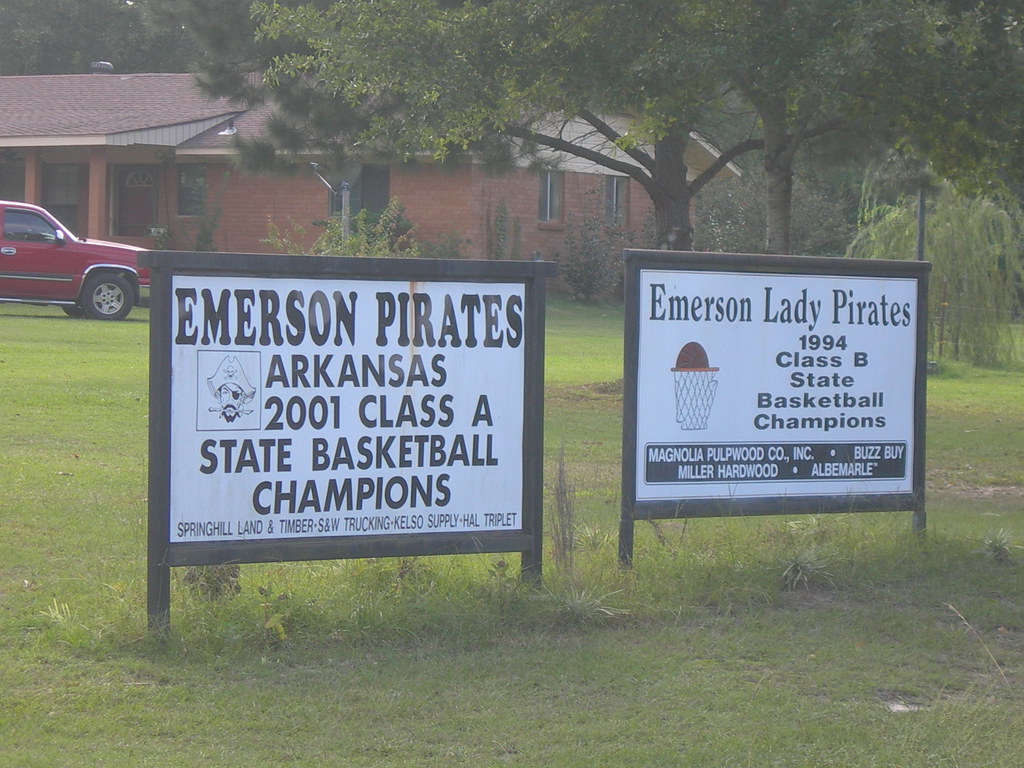 EMERSON PIRATES
ARKANSAS
2001 CLASS A
STATE BASKETBALL
CHAMPIONS
SPRINGHILL LAND & TIMBER·S&W TRUCKING·KELSO SUPPLY·HAL TRIPLET
Emerson Lady Pirates
1994
Class B
State
Basketball
Champions
MAGNOLIA PULPWOOD CO., INC. • BUZZ BUY
MILLER HARDWOOD • ALBEMARLE™